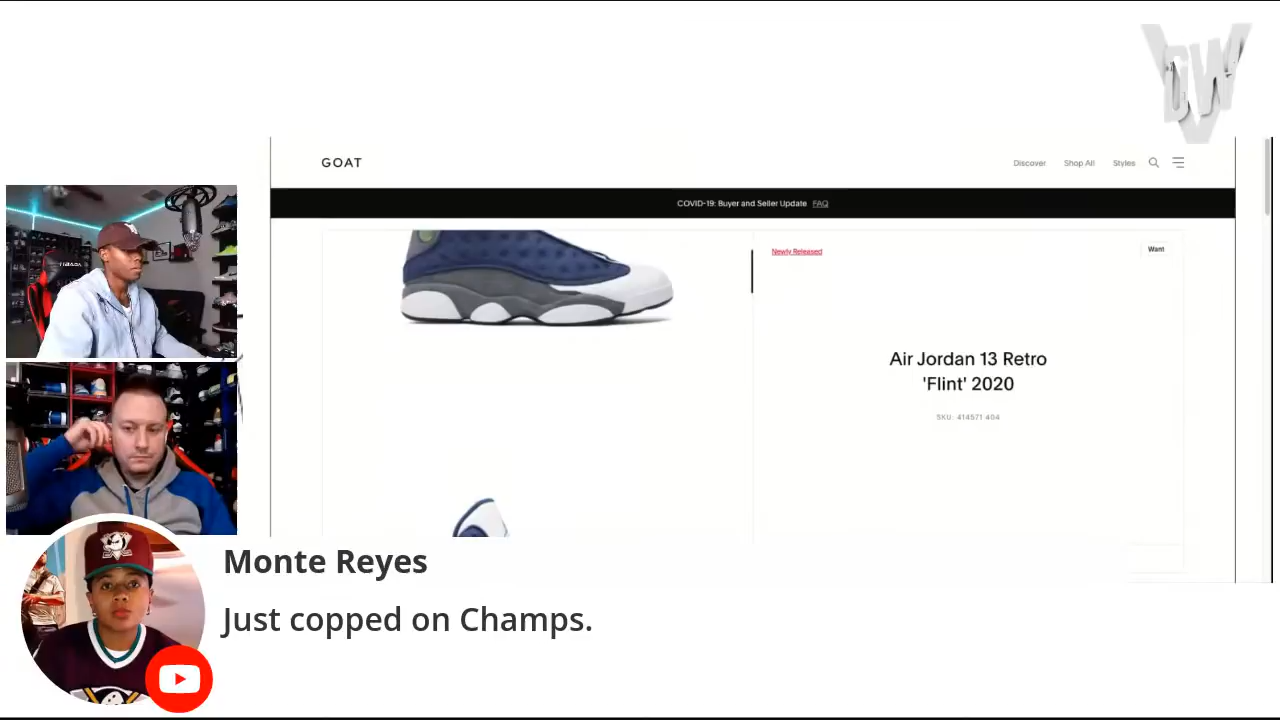 GOAT
Discover Shop All Styles
COVID-19: Buyer and Seller Update FAQ
Newly Released
Want
Air Jordan 13 Retro
'Flint' 2020
SKU: 414571 404
Monte Reyes
Just copped on Champs.